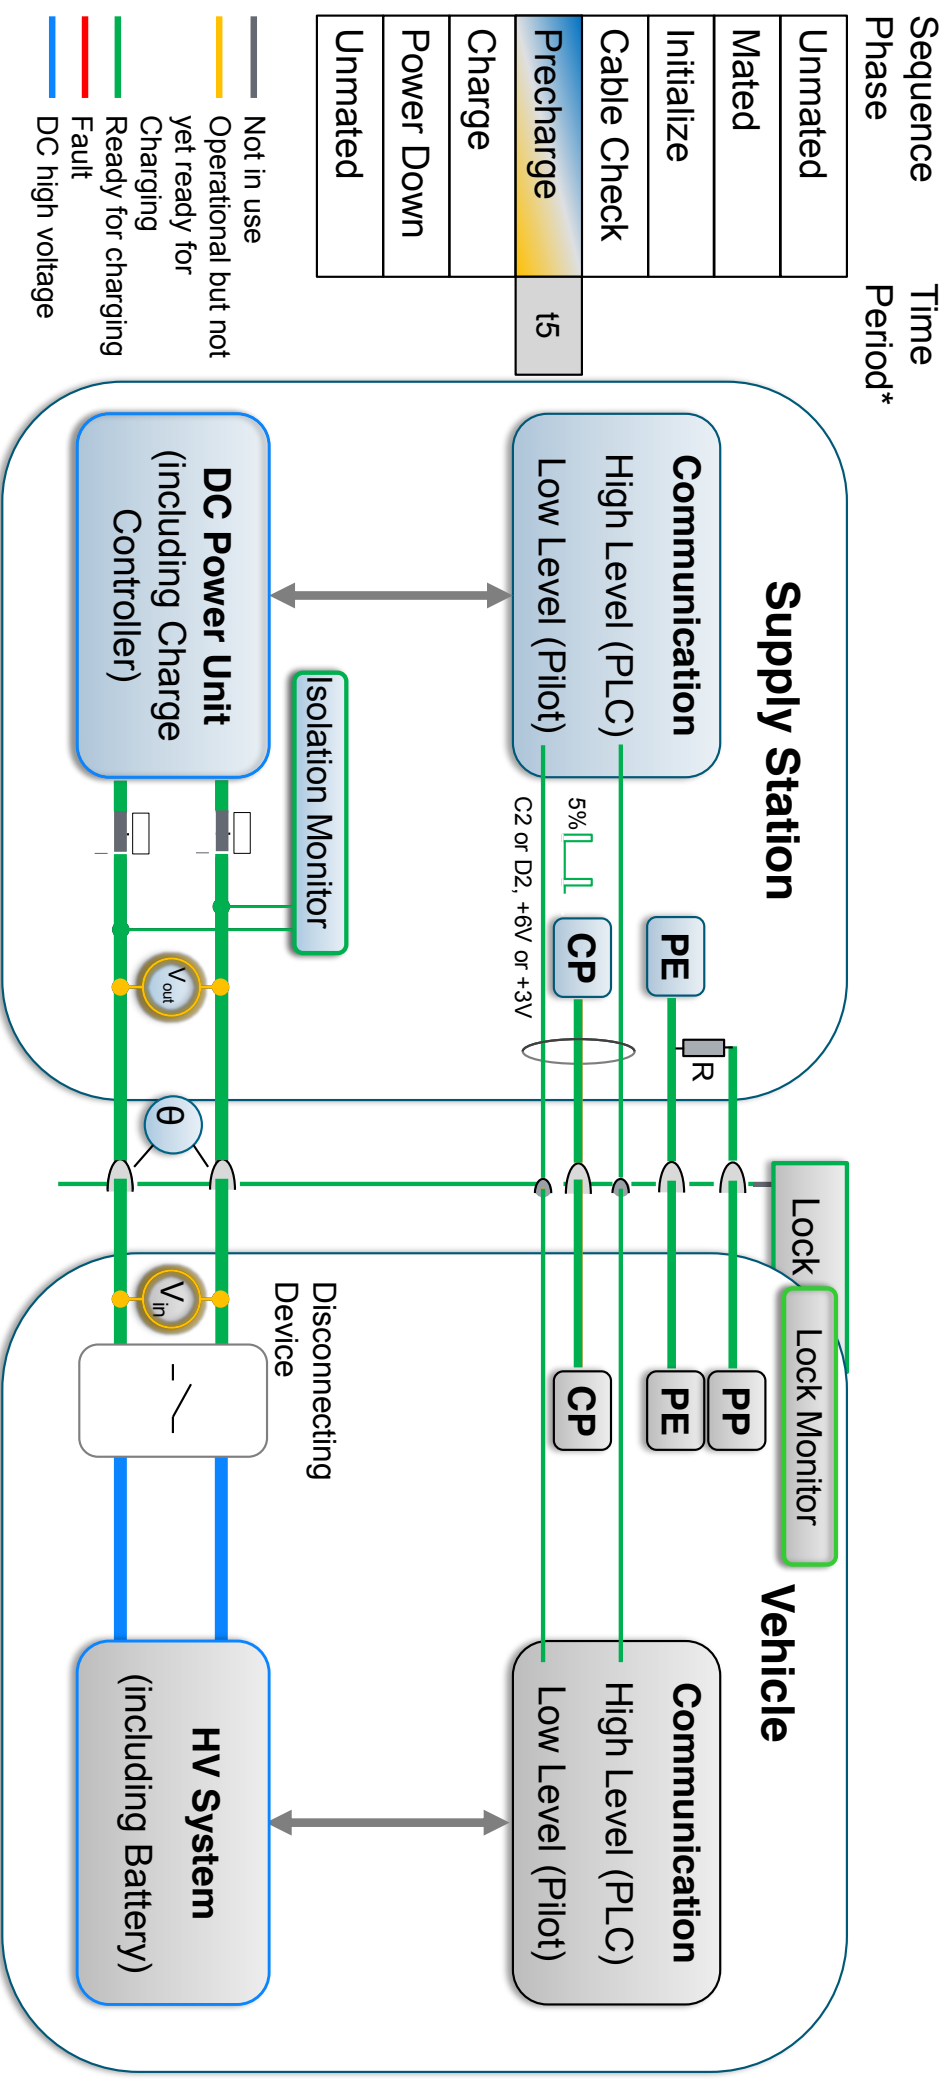 Sequence
Phase
Time
Period*
Unmated
Mated
Initialize
Cable Check
Precharge
t5
Charge
Power Down
Unmated
Not in use
Operational but not
yet ready for
Charging
Ready for charging
Fault
DC high voltage
Supply Station
Communication
High Level (PLC)
Low Level (Pilot)
DC Power Unit
(including Charge
Controller)
Isolation Monitor
5%
C2 or D2, +6V or +3V
PE
CP
R
Vout
θ
Lock
Lock Monitor
Vehicle
PP
PE
CP
Vin
Disconnecting
Device
Communication
High Level (PLC)
Low Level (Pilot)
HV System
(including Battery)